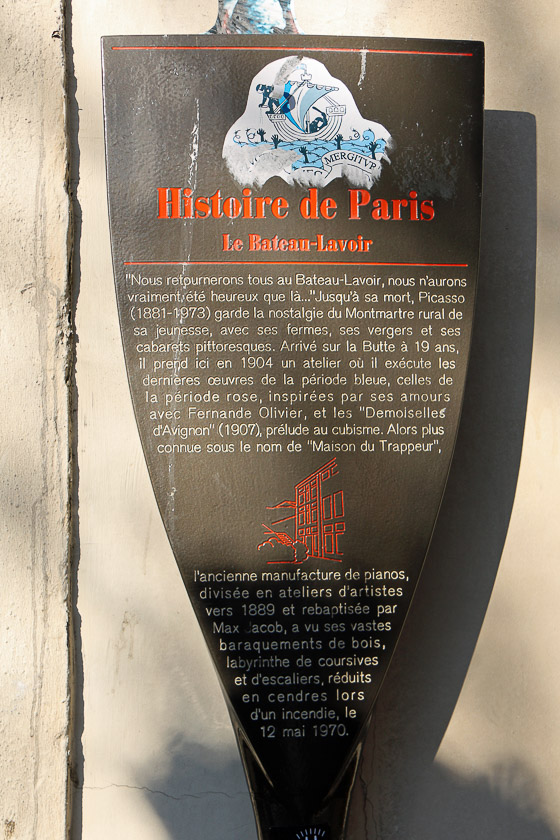 MERGITVR
Histoire de Paris
Le Bateau-Lavoir
"Nous retournerons tous au Bateau-Lavoir, nous n'aurons
vraiment été heureux que là..."Jusqu'à sa mort, Picasso
(1881-1973) garde la nostalgie du Montmartre rural de
sa jeunesse, avec ses fermes, ses vergers et ses
cabarets pittoresques. Arrivé sur la Butte à 19 ans,
il prend ici en 1904 un atelier où il exécute les
dernières œuvres de la période bleue, celles de
la période rose, inspirées par ses amours
avec Fernande Olivier, et les "Demoiselles
d'Avignon" (1907), prélude au cubisme. Alors plus
connue sous le nom de "Maison du Trappeur",
l'ancienne manufacture de pianos,
divisée en ateliers d'artistes
vers 1889 et rebaptisée par
Max Jacob, a vu ses vastes
baraquements de bois,
labyrinthe de coursives
et d'escaliers, réduits
en cendres lors
d'un incendie, le
12 mai 1970.